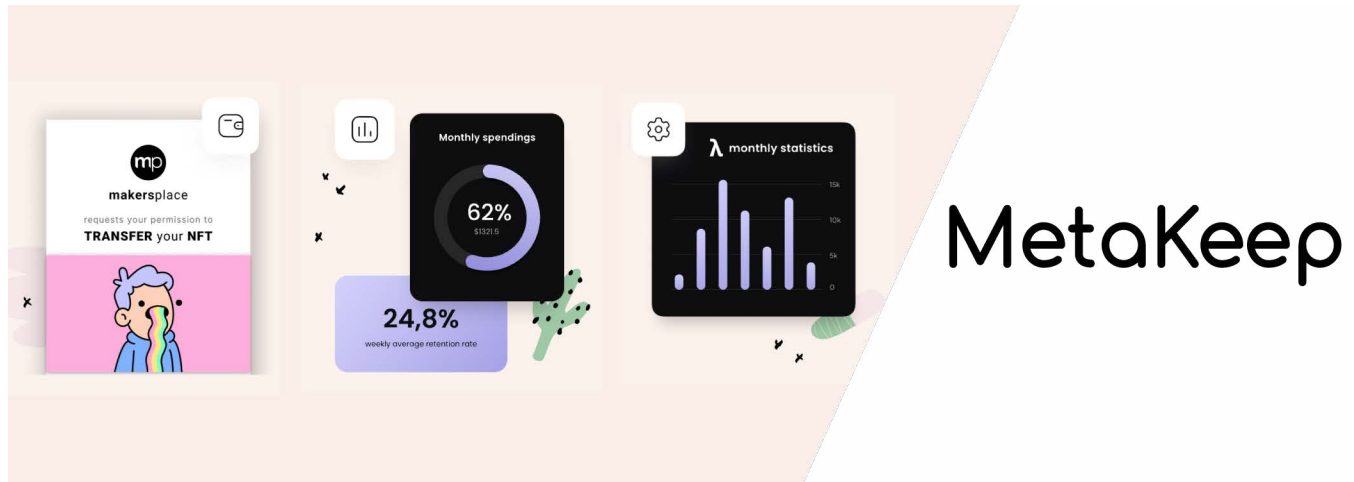 mp
makersplace
requests your permission to
TRANSFER your NFT
Monthly spendings
62%
$1321.5
24,8%
weekly average retention rate
λ monthly statistics
15k
10k
5k
0
MetaKeep